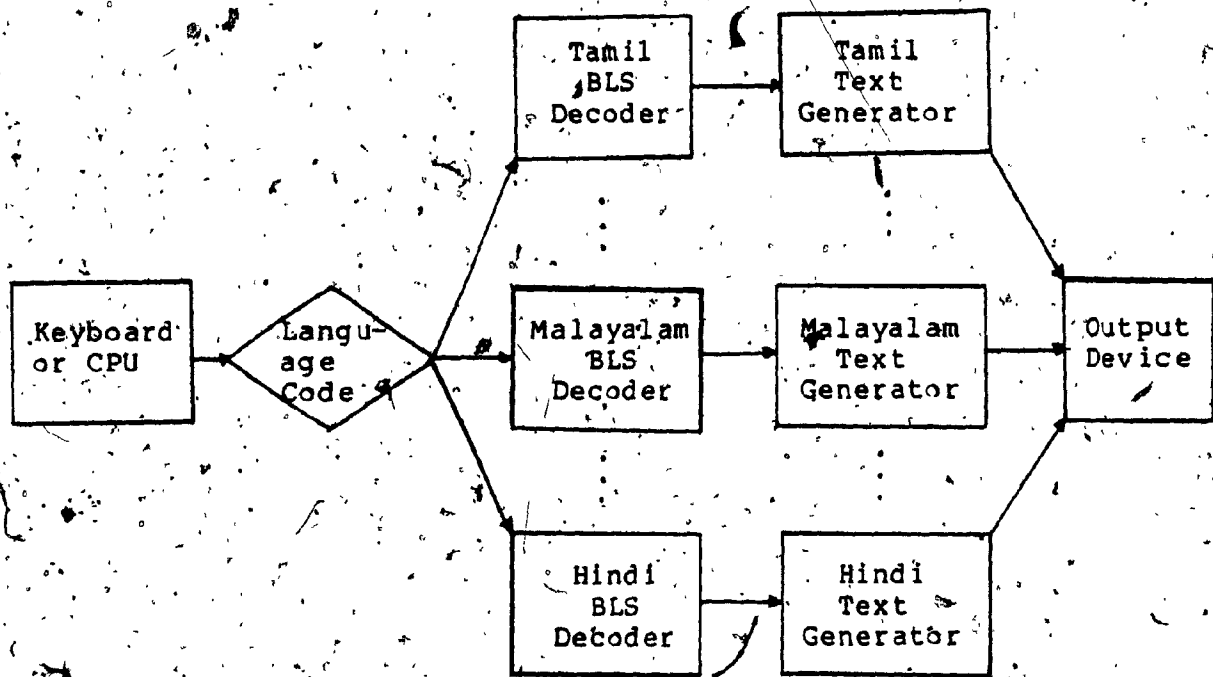 Tamil
BLS
Decoder
Tamil
Text
Generator
Keyboard
or CPU
Langu-
age
Code
Malayalam
BLS
Decoder
Malayalam
Text
Generator
Output
Device
Hindi
BLS
Decoder
Hindi
Text
Generator